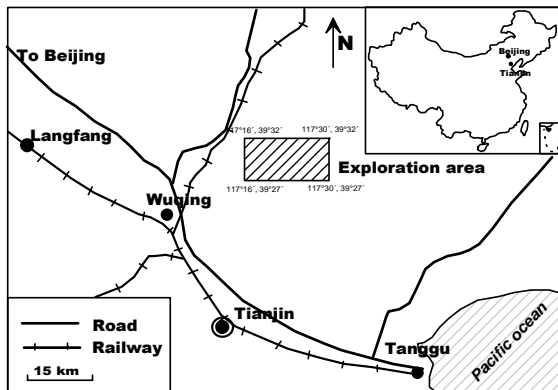 To Beijing
N
Beijing
Tianjin
Langfang
47°16´, 39°32´
117°30´, 39°32´
Exploration area
117°16´, 39°27´
117°30´, 39°27´
Wuqing
Tianjin
Road
Railway
15 km
Tanggu
Pacific ocean